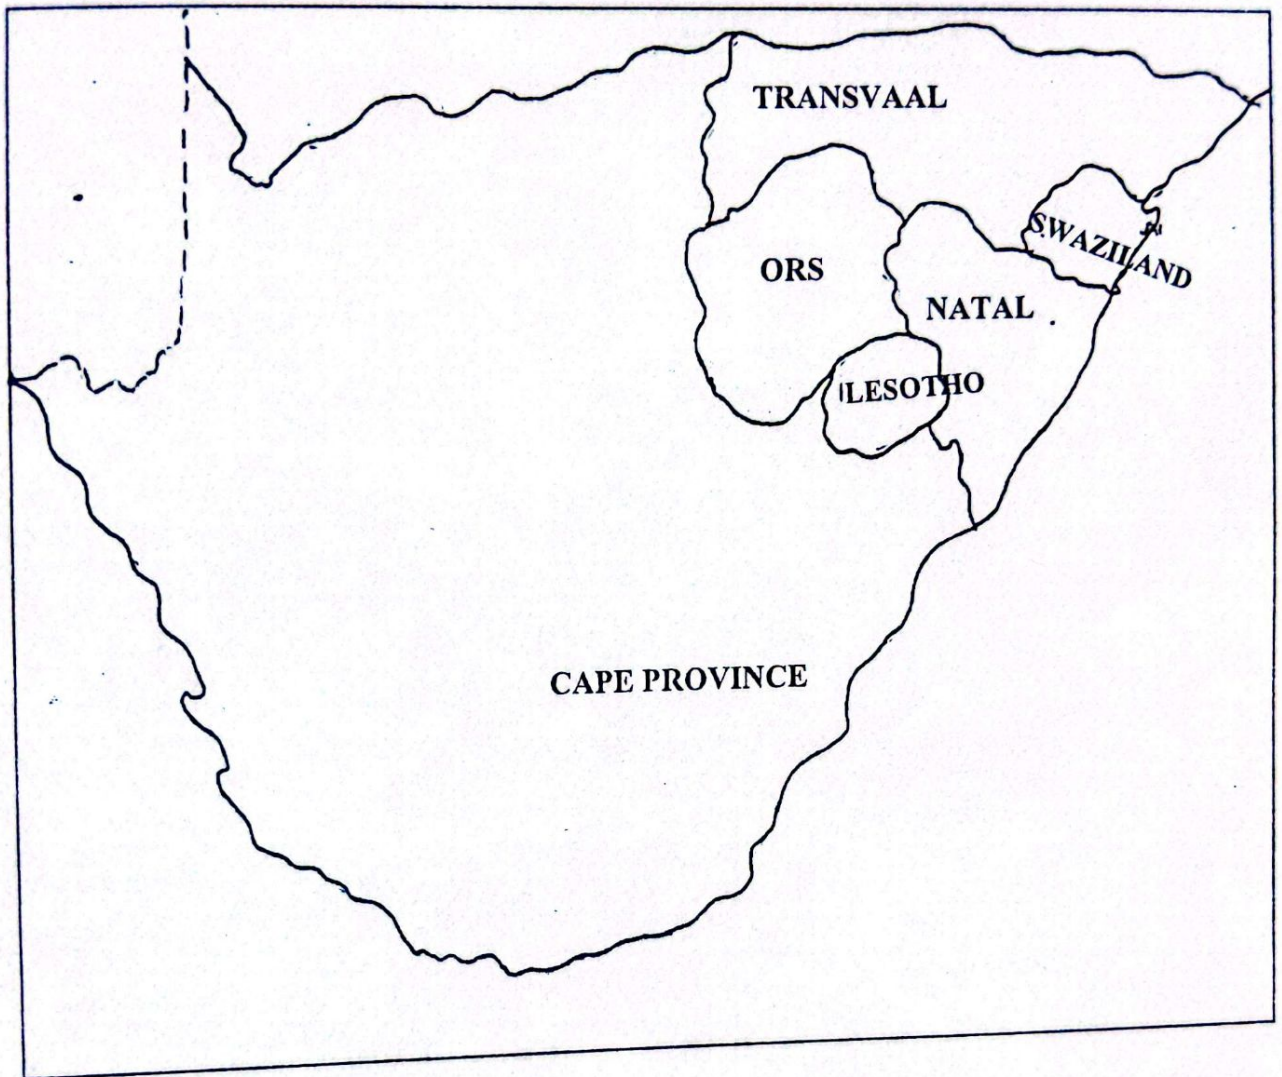 TRANSVAAL
SWAZILAND
ORS
NATAL
LESOTHO
CAPE PROVINCE